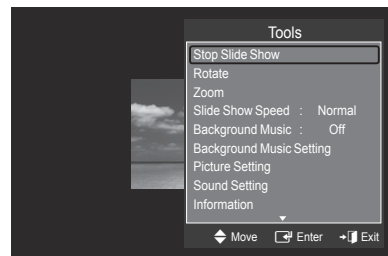 Tools
Stop Slide Show
Rotate
Zoom
Slide Show Speed : Normal
Background Music : Off
Background Music Setting
Picture Setting
Sound Setting
Information
Move Enter Exit